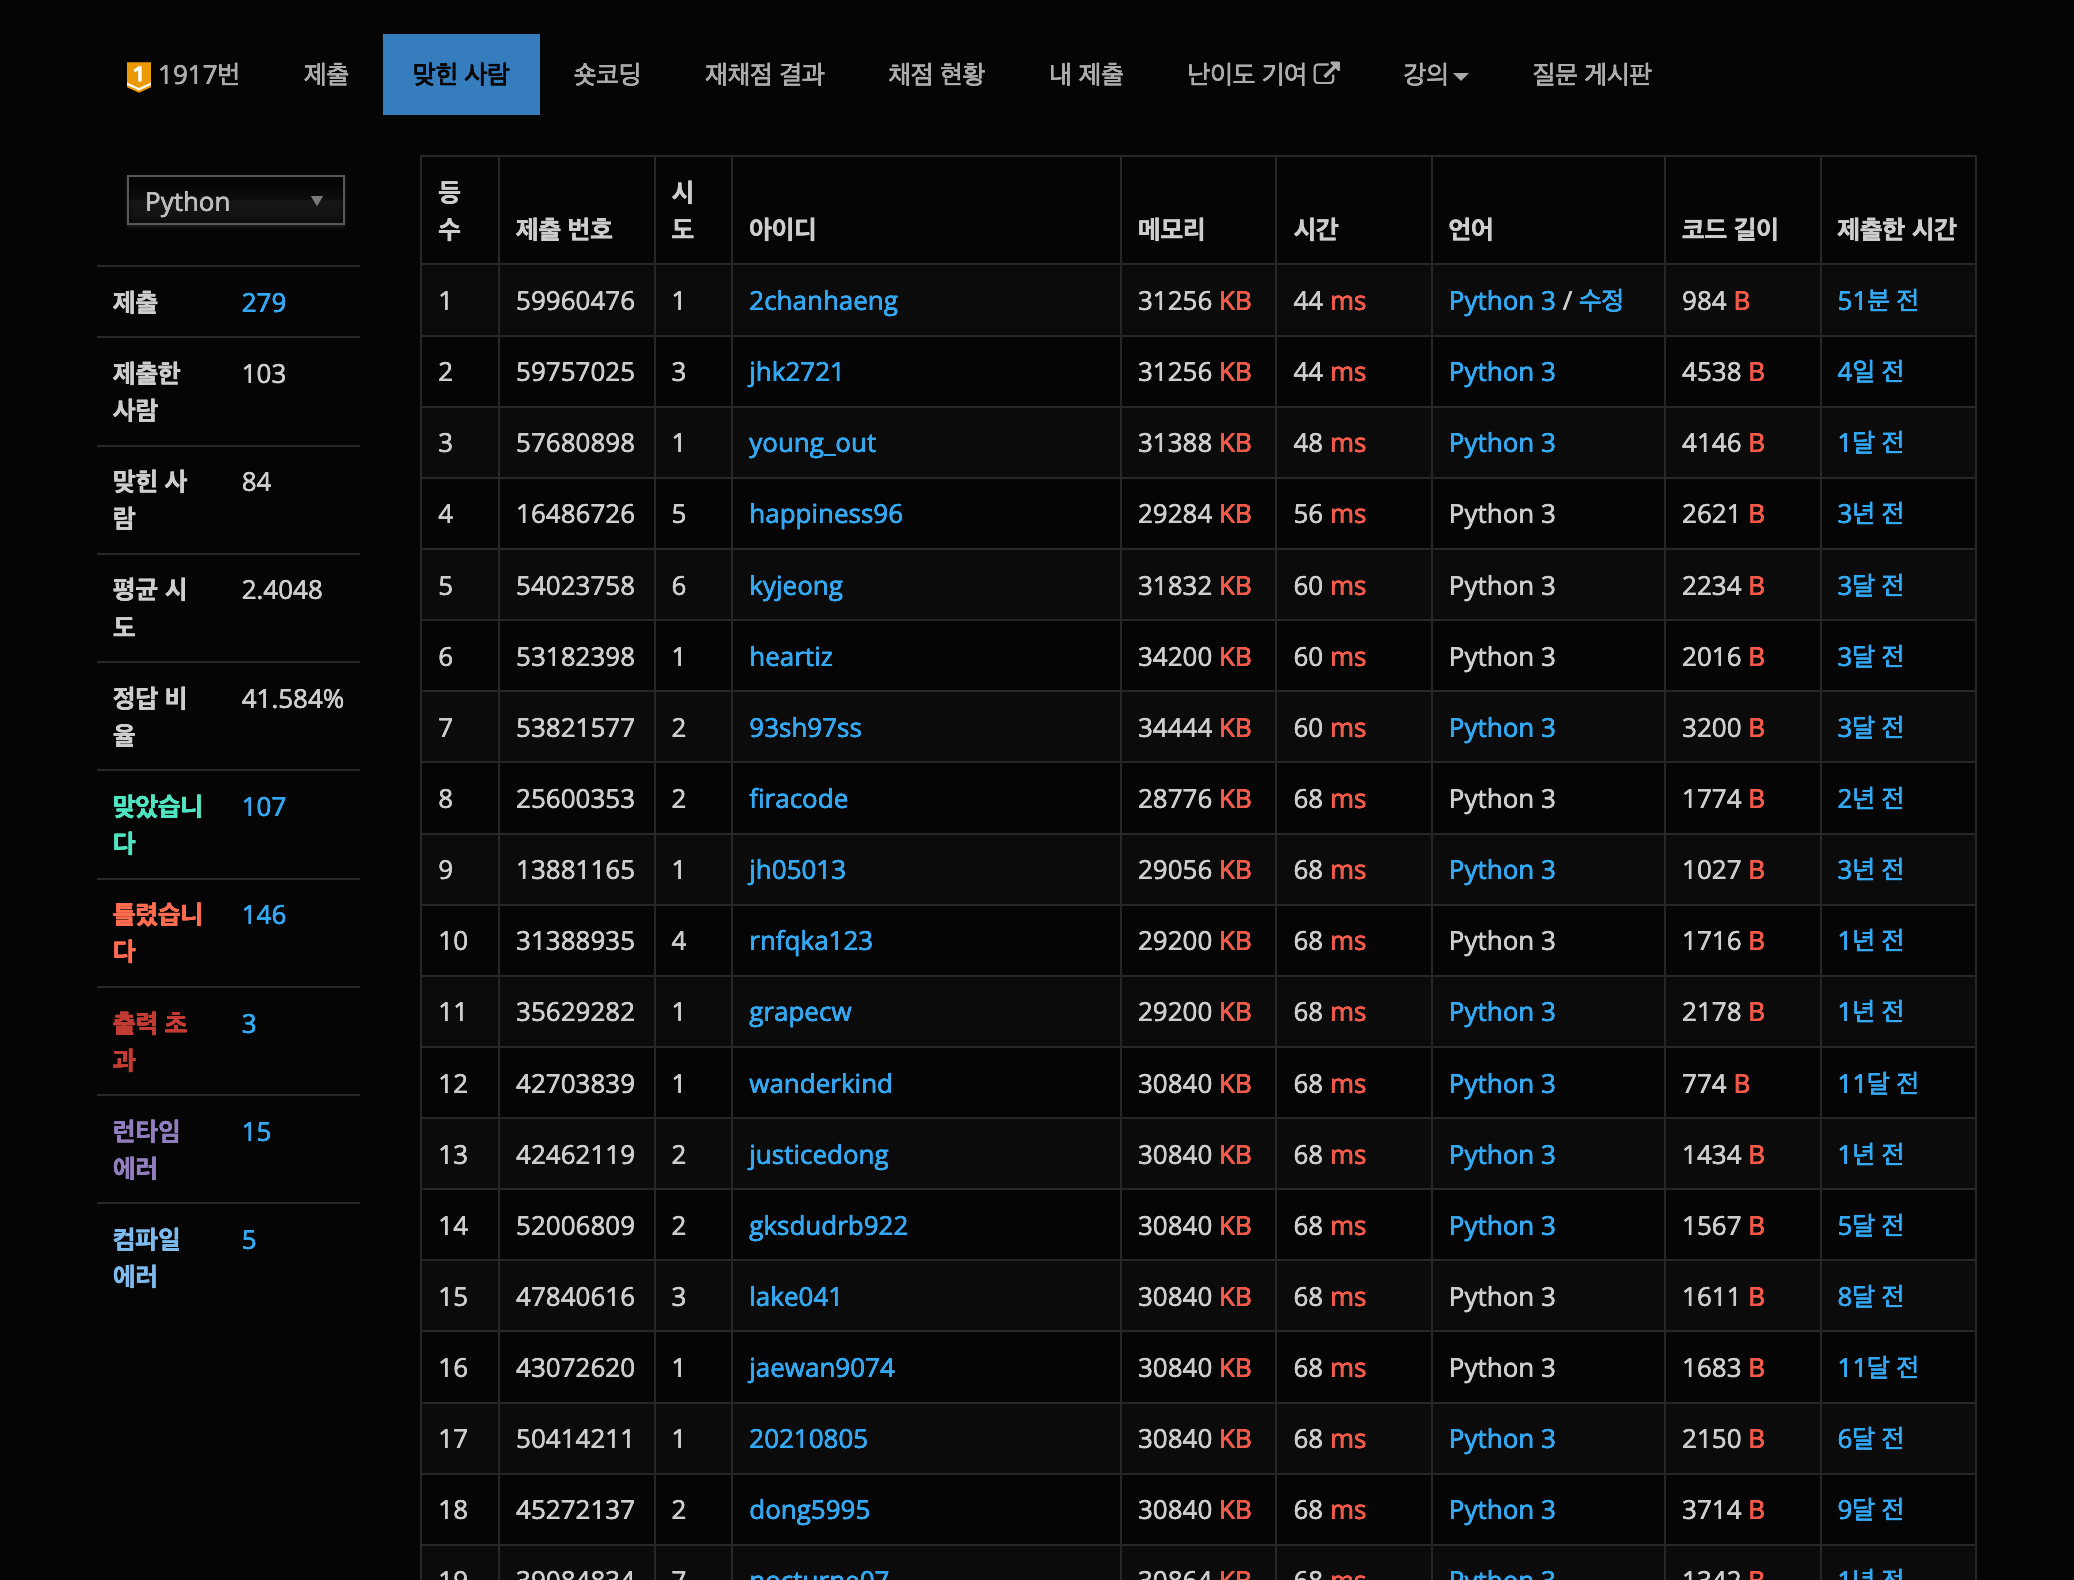 1 1917번 제출 맞힌 사람 숏코딩 재채점 결과 채점 현황 내 제출 난이도 기여 강의 질문 게시판
Python
제출 279
제출한 사람 103
맞힌 사람 84
평균 시도 2.4048
정답 비율 41.584%
맞았습니다 107
틀렸습니다 146
출력 초과 3
런타임 에러 15
컴파일 에러 5
등수 제출 번호 시도 아이디 메모리 시간 언어 코드 길이 제출한 시간
1 59960476 1 2chanhaeng 31256 KB 44 ms Python 3 / 수정 984 B 51분 전
2 59757025 3 jhk2721 31256 KB 44 ms Python 3 4538 B 4일 전
3 57680898 1 young_out 31388 KB 48 ms Python 3 4146 B 1달 전
4 16486726 5 happiness96 29284 KB 56 ms Python 3 2621 B 3년 전
5 54023758 6 kyjeong 31832 KB 60 ms Python 3 2234 B 3달 전
6 53182398 1 heartiz 34200 KB 60 ms Python 3 2016 B 3달 전
7 53821577 2 93sh97ss 34444 KB 60 ms Python 3 3200 B 3달 전
8 25600353 2 firacode 28776 KB 68 ms Python 3 1774 B 2년 전
9 13881165 1 jh05013 29056 KB 68 ms Python 3 1027 B 3년 전
10 31388935 4 rnfqka123 29200 KB 68 ms Python 3 1716 B 1년 전
11 35629282 1 grapecw 29200 KB 68 ms Python 3 2178 B 1년 전
12 42703839 1 wanderkind 30840 KB 68 ms Python 3 774 B 11달 전
13 42462119 2 justicedong 30840 KB 68 ms Python 3 1434 B 1년 전
14 52006809 2 gksdudrb922 30840 KB 68 ms Python 3 1567 B 5달 전
15 47840616 3 lake041 30840 KB 68 ms Python 3 1611 B 8달 전
16 43072620 1 jaewan9074 30840 KB 68 ms Python 3 1683 B 11달 전
17 50414211 1 20210805 30840 KB 68 ms Python 3 2150 B 6달 전
18 45272137 2 dong5995 30840 KB 68 ms Python 3 3714 B 9달 전